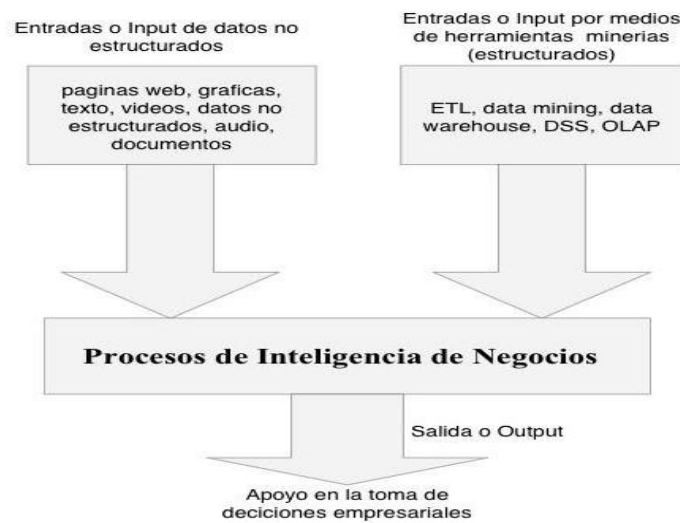 Entradas o Input de datos no
estructurados
paginas web, graficas,
texto, videos, datos no
estructurados, audio,
documentos
Entradas o Input por medios
de herramientas minerias
(estructurados)
ETL, data mining, data
warehouse, DSS, OLAP
Procesos de Inteligencia de Negocios
Salida o Output
Apoyo en la toma de
deciciones empresariales